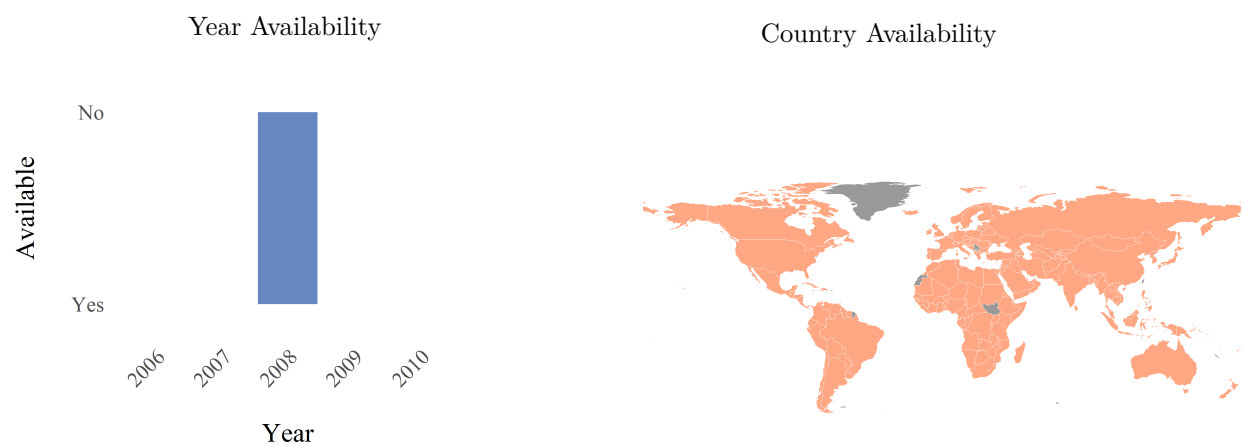 Year Availability
Available
No
Yes
2006
2007
2008
2009
2010
Year
Country Availability